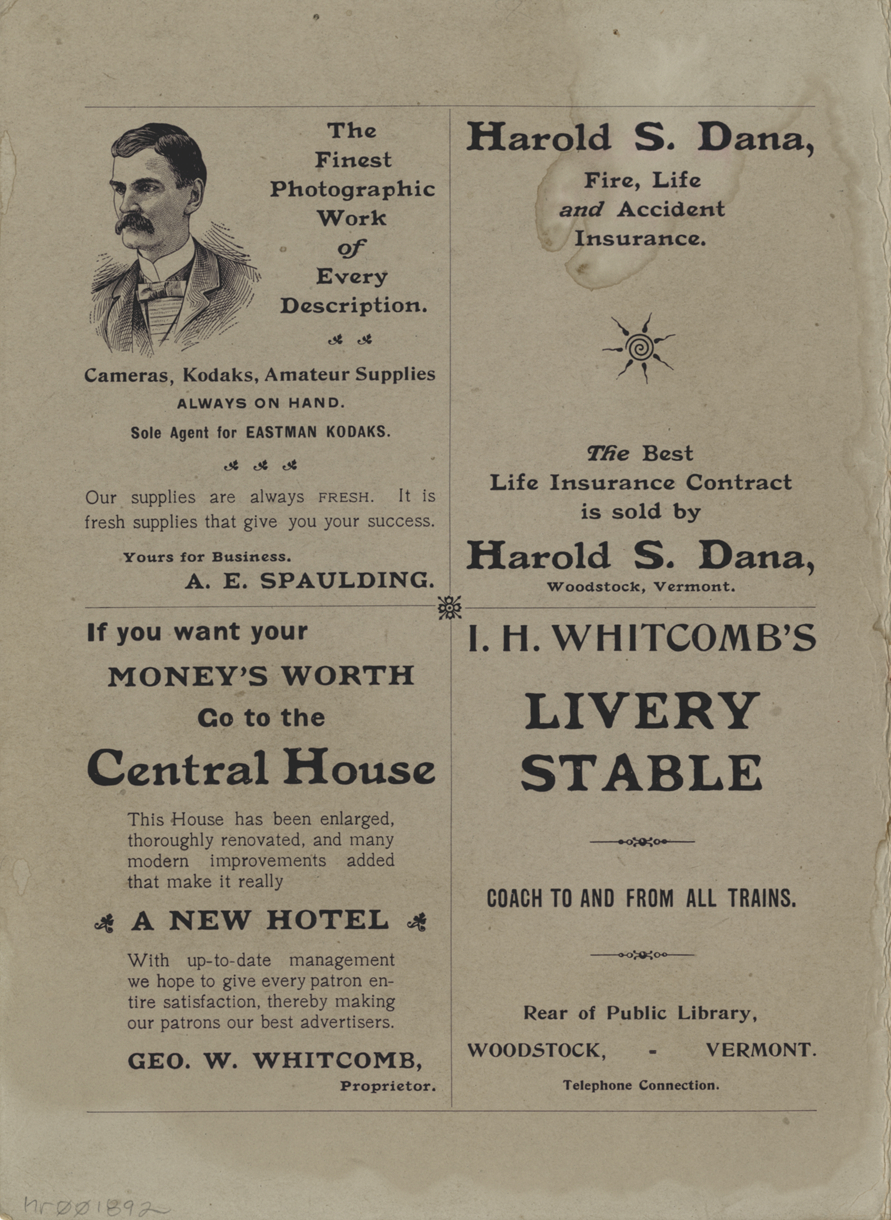 The
Finest
Photographic
Work
of
Every
Description.
Cameras, Kodaks, Amateur Supplies
ALWAYS ON HAND.
Sole Agent for EASTMAN KODAKS.
Our supplies are always FRESH. It is
fresh supplies that give you your success.
Yours for Business.
A. E. SPAULDING.
Harold S. Dana,
Fire, Life
and Accident
Insurance.
The Best
Life Insurance Contract
is sold by
Harold S. Dana,
Woodstock, Vermont.
If you want your
MONEY'S WORTH
Go to the
Central House
This House has been enlarged,
thoroughly renovated, and many
modern improvements added
that make it really
A NEW HOTEL
With up-to-date management
we hope to give every patron en-
tire satisfaction, thereby making
our patrons our best advertisers.
GEO. W. WHITCOMB,
Proprietor.
I. H. WHITCOMB'S
LIVERY
STABLE
COACH TO AND FROM ALL TRAINS.
Rear of Public Library,
WOODSTOCK, - VERMONT.
Telephone Connection.
hr001892